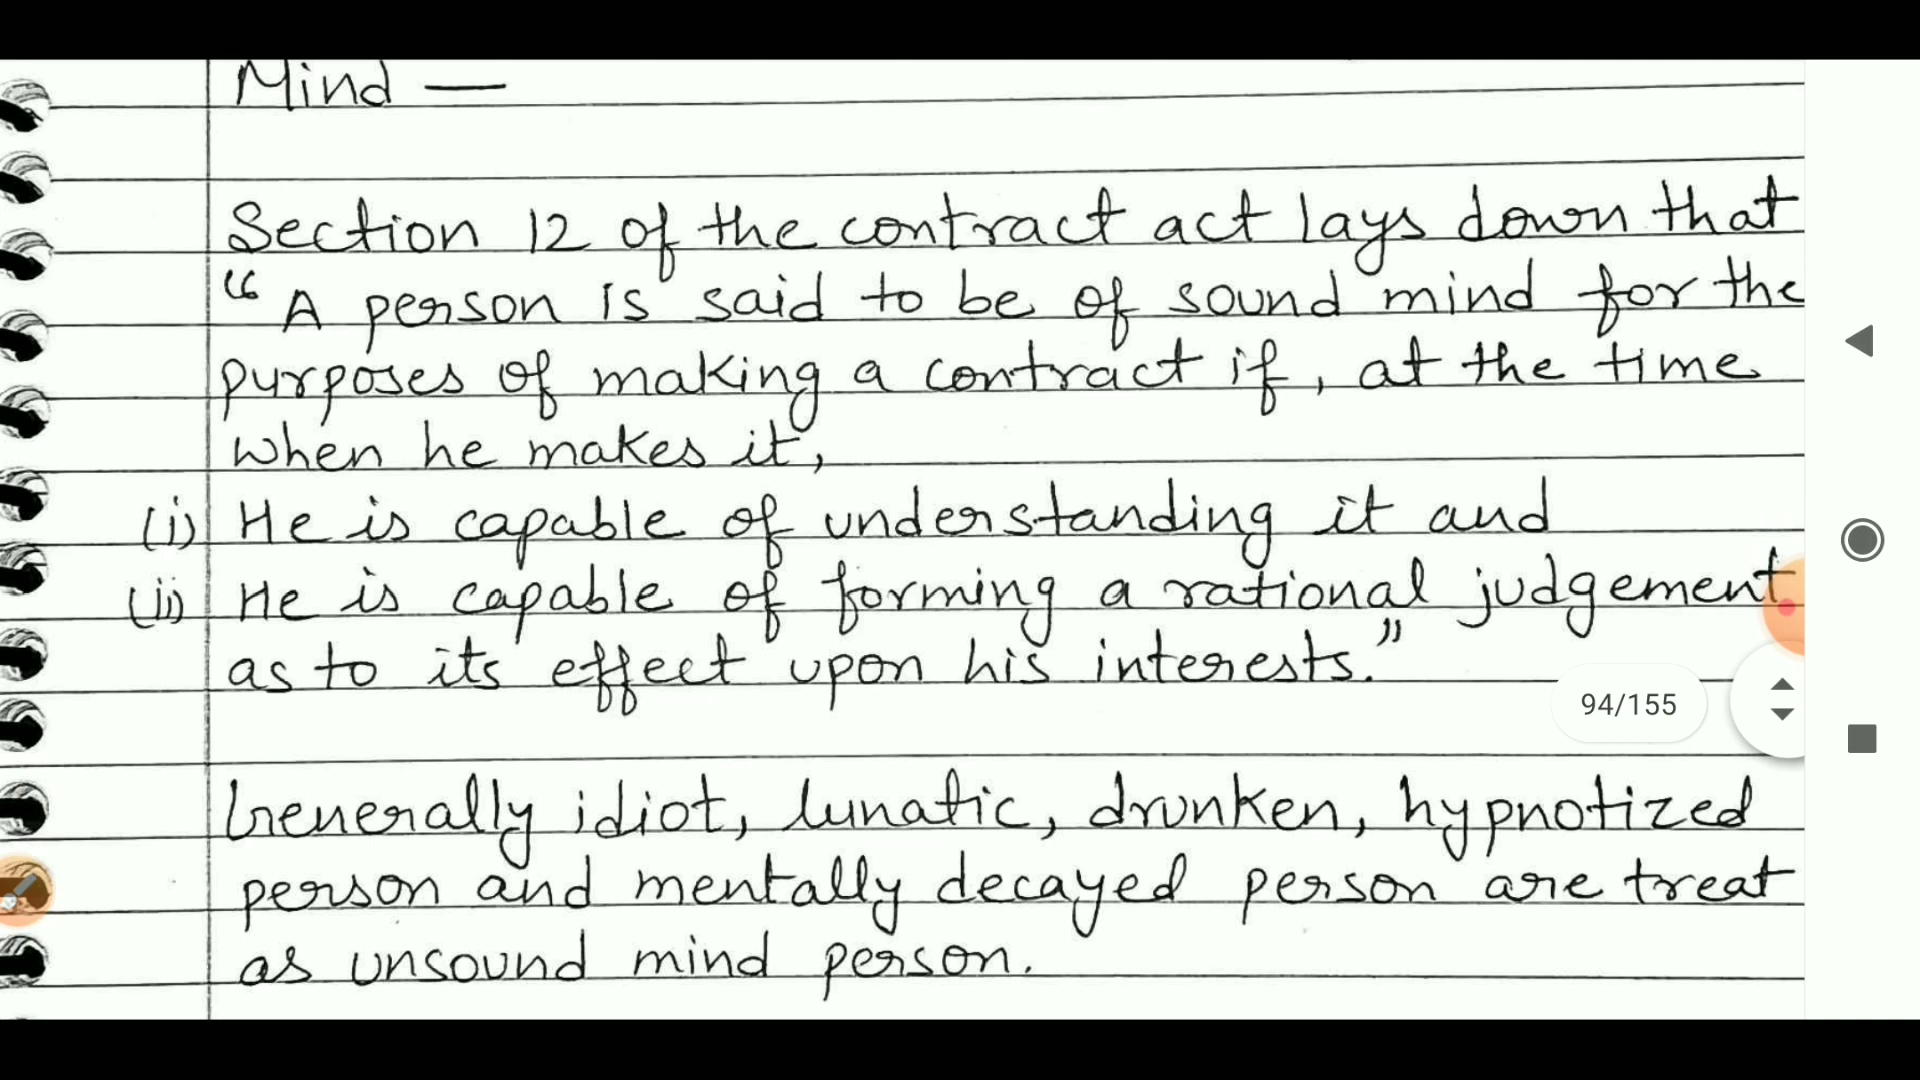 Mind —
Section 12 of the contract act lays down that
“ A person is said to be of sound mind for the
purposes of making a contract if, at the time
when he makes it,
(i) He is capable of understanding it and
(ii) He is capable of forming a rational judgement
as to its effect upon his interests.”
94/155
Generally idiot, lunatic, drunken, hypnotized
person and mentally decayed person are treat
as unsound mind person.